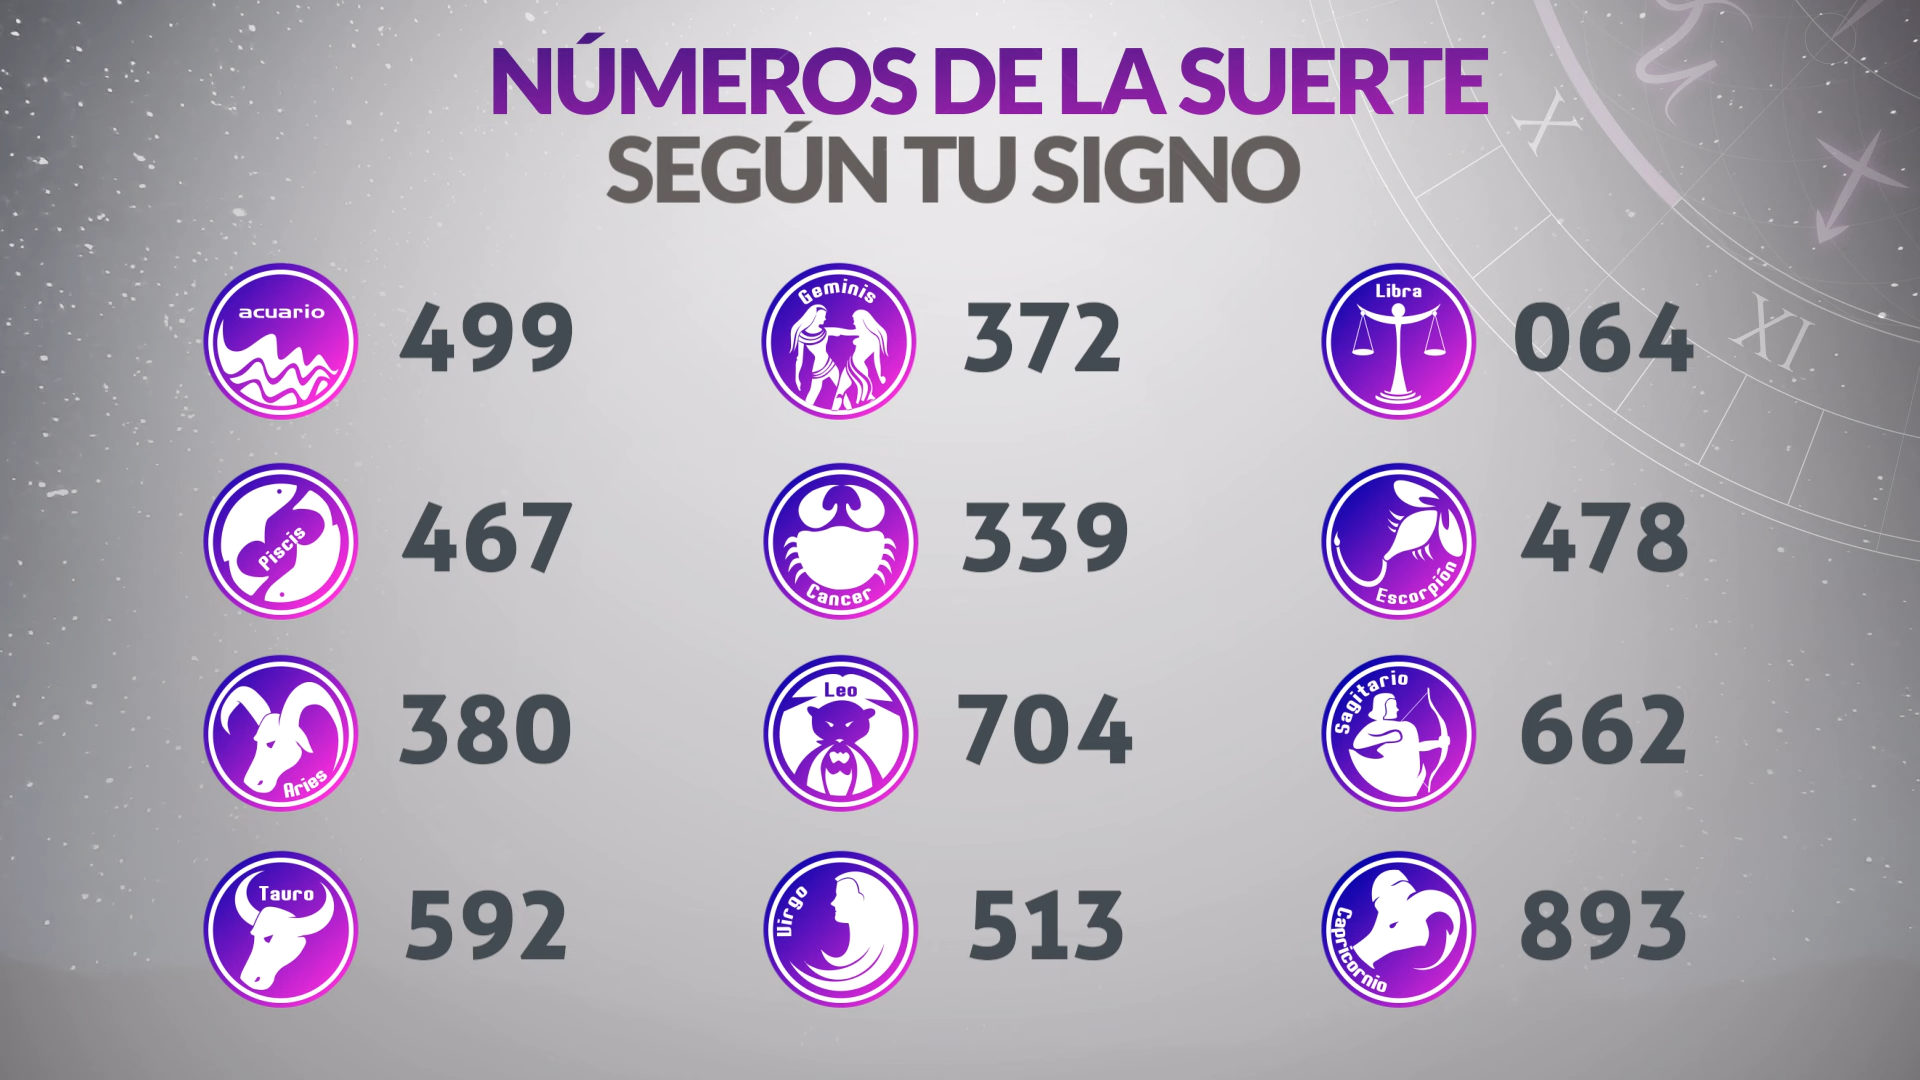 NÚMEROS DE LA SUERTE
SEGÚN TU SIGNO
acuario 499
Geminis 372
Libra 064
Piscis 467
Cancer 339
Escorpión 478
Aries 380
Leo 704
Sagitario 662
Tauro 592
Virgo 513
Capricornio 893
X
XI